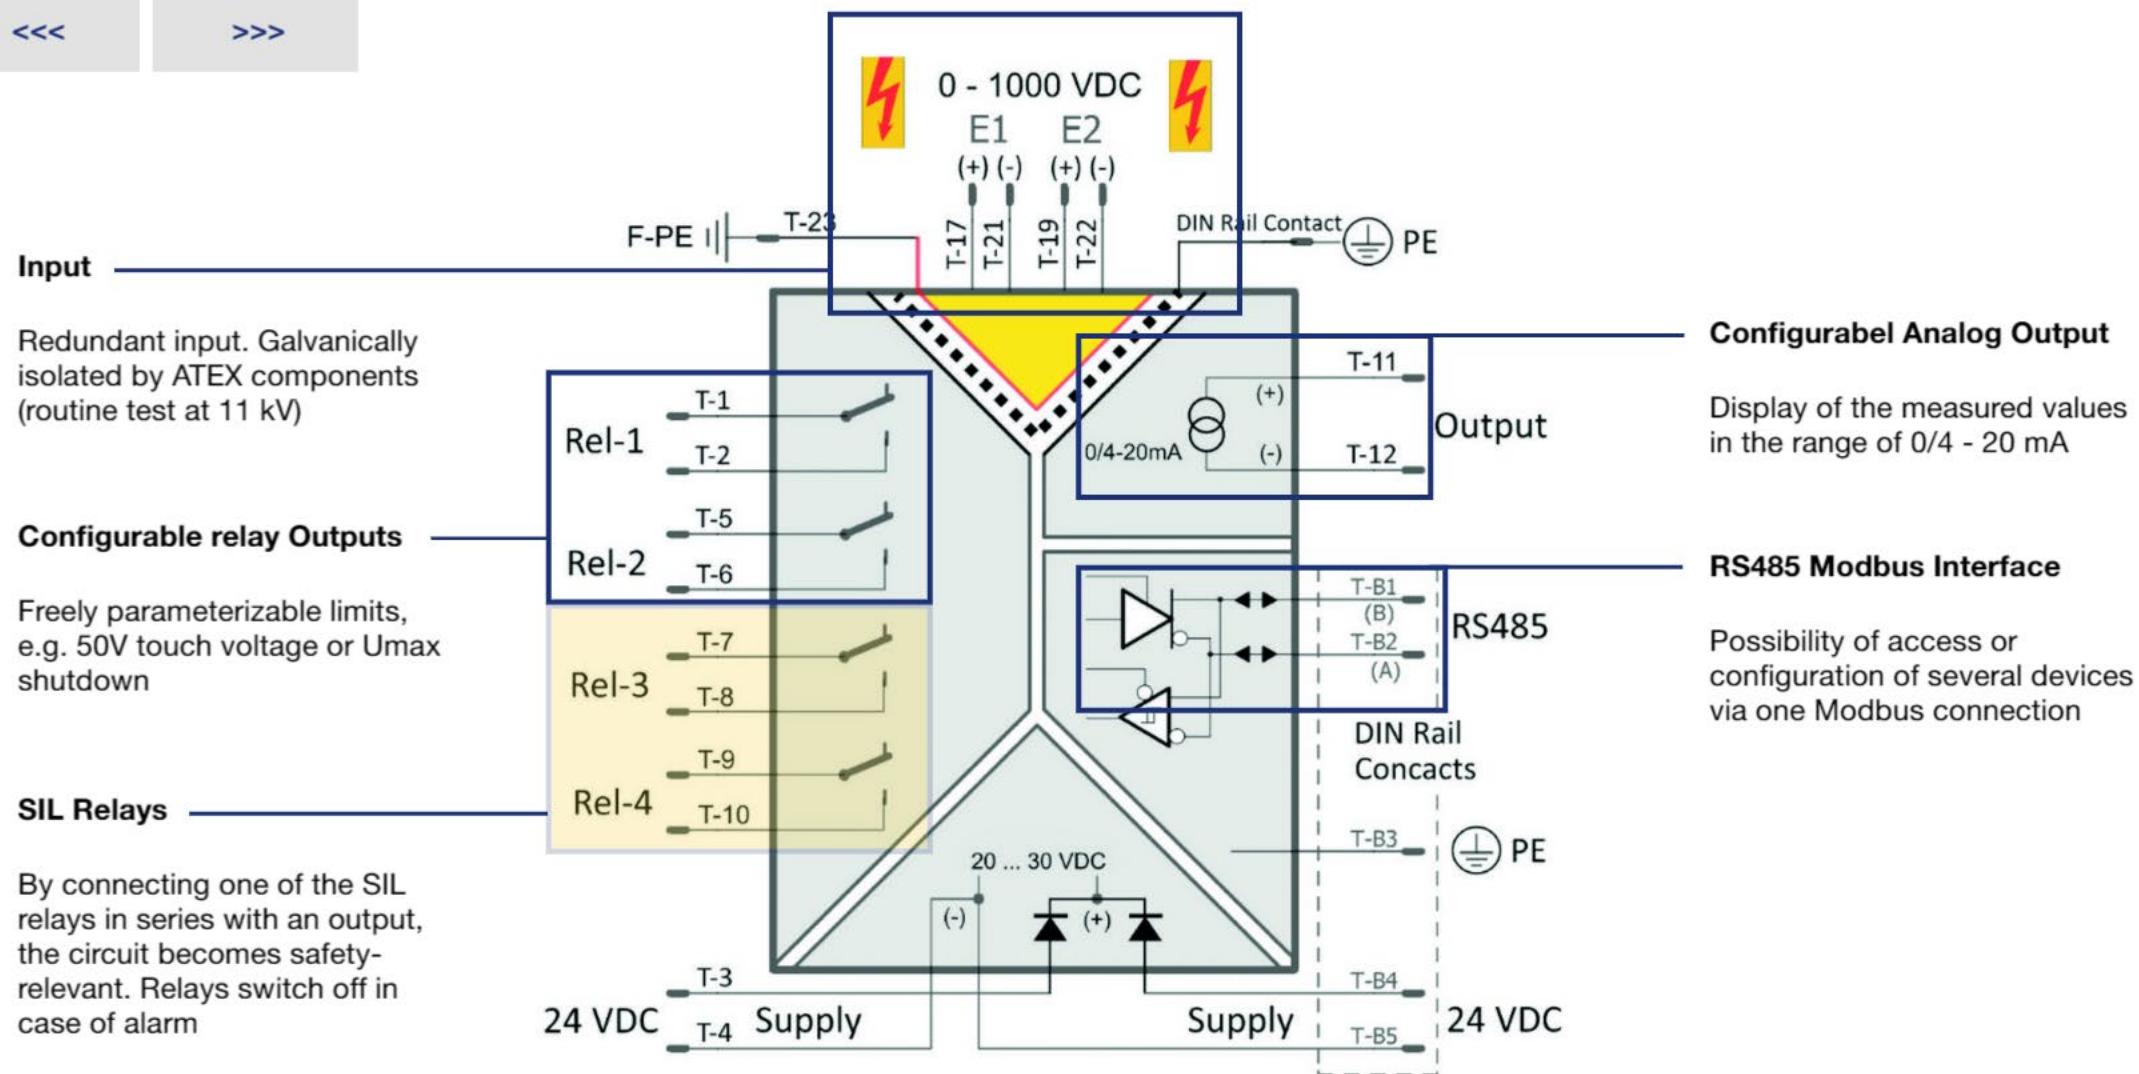 <<<
>>>
0 - 1000 VDC
E1 E2
(+) (-) (+) (-)
T-17 T-21 T-19 T-22
F-PE T-23
DIN Rail Contact PE
Input
Redundant input. Galvanically
isolated by ATEX components
(routine test at 11 kV)
Configurable relay Outputs
Freely parameterizable limits,
e.g. 50V touch voltage or Umax
shutdown
SIL Relays
By connecting one of the SIL
relays in series with an output,
the circuit becomes safety-
relevant. Relays switch off in
case of alarm
T-1
Rel-1
T-2
T-5
Rel-2
T-6
T-7
Rel-3
T-8
T-9
Rel-4
T-10
T-11
(+)
Output
0/4-20mA (-) T-12
T-B1
(B)
RS485
T-B2
(A)
DIN Rail
Concacts
T-B3 PE
20 ... 30 VDC
(-) (+)
T-3
24 VDC Supply
T-4
T-B4
Supply 24 VDC
T-B5
Configurabel Analog Output
Display of the measured values
in the range of 0/4 - 20 mA
RS485 Modbus Interface
Possibility of access or
configuration of several devices
via one Modbus connection